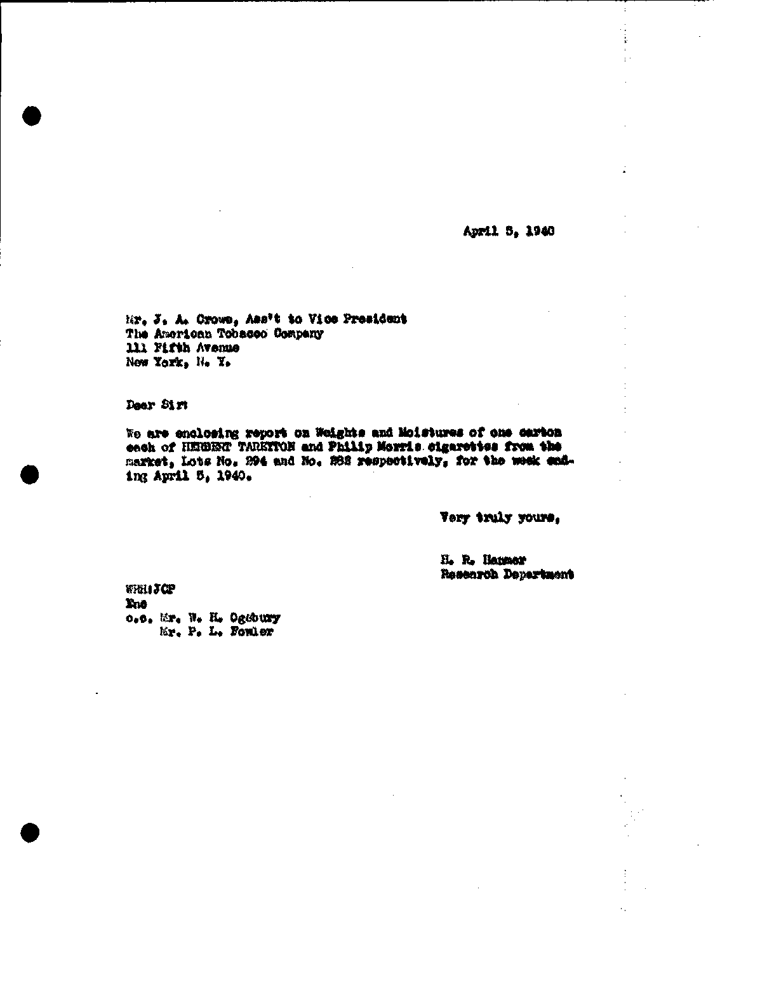 April 5, 1940
Mr. J. A. Crowe, Ass't to Vice President
The American Tobacco Company
111 Fifth Avenue
New York, N. Y.
Dear Sir:
We are enclosing report on Weights and Moistures of one carton
each of HERBERT TAREYTON and Philip Morris cigarettes from the
market, Lots No. 294 and No. respectively, for the week end-
ing April 5, 1940.
Very truly yours,
H. R. Hanmer
Research Department
WRH:JCP
Enc
c.c. Mr. W. H. Ogsbury
Mr. P. L. Fowler